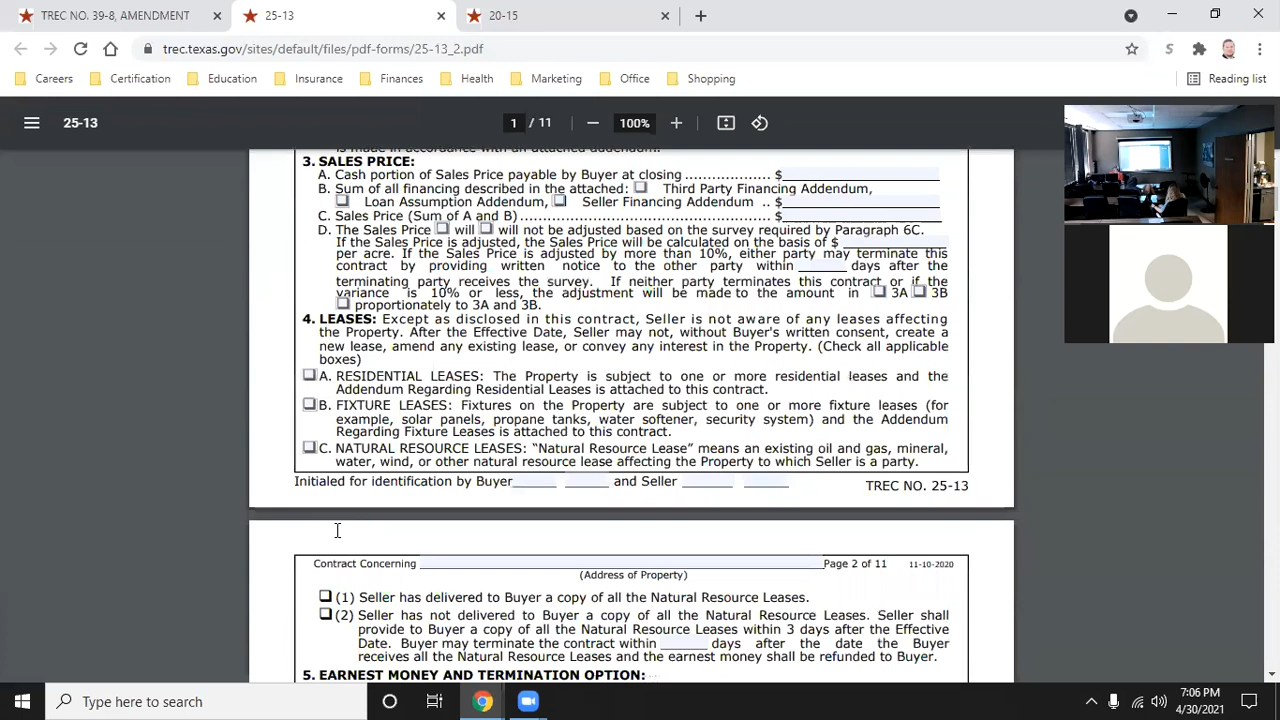 TREC NO. 39-8, AMENDMENT
25-13
20-15
trec.texas.gov/sites/default/files/pdf-forms/25-13_2.pdf
Careers
Certification
Education
Insurance
Finances
Health
Marketing
Office
Shopping
Reading list
25-13
1 / 11
100%
is made in accordance with an attached addendum.
3. SALES PRICE:
A. Cash portion of Sales Price payable by Buyer at closing ................... $
B. Sum of all financing described in the attached: Third Party Financing Addendum,
Loan Assumption Addendum, Seller Financing Addendum .. $
C. Sales Price (Sum of A and B) ................................................... $
D. The Sales Price will will not be adjusted based on the survey required by Paragraph 6C.
If the Sales Price is adjusted, the Sales Price will be calculated on the basis of $
per acre. If the Sales Price is adjusted by more than 10%, either party may terminate this
contract by providing written notice to the other party within days after the
terminating party receives the survey. If neither party terminates this contract or if the
variance is 10% or less, the adjustment will be made to the amount in 3A 3B
proportionately to 3A and 3B.
4. LEASES: Except as disclosed in this contract, Seller is not aware of any leases affecting
the Property. After the Effective Date, Seller may not, without Buyer's written consent, create a
new lease, amend any existing lease, or convey any interest in the Property. (Check all applicable
boxes)
A. RESIDENTIAL LEASES: The Property is subject to one or more residential leases and the
Addendum Regarding Residential Leases is attached to this contract.
B. FIXTURE LEASES: Fixtures on the Property are subject to one or more fixture leases (for
example, solar panels, propane tanks, water softener, security system) and the Addendum
Regarding Fixture Leases is attached to this contract.
C. NATURAL RESOURCE LEASES: “Natural Resource Lease” means an existing oil and gas, mineral,
water, wind, or other natural resource lease affecting the Property to which Seller is a party.
Initialed for identification by Buyer and Seller
TREC NO. 25-13
Contract Concerning Page 2 of 11 11-10-2020
(Address of Property)
(1) Seller has delivered to Buyer a copy of all the Natural Resource Leases.
(2) Seller has not delivered to Buyer a copy of all the Natural Resource Leases. Seller shall
provide to Buyer a copy of all the Natural Resource Leases within 3 days after the Effective
Date. Buyer may terminate the contract within days after the date the Buyer
receives all the Natural Resource Leases and the earnest money shall be refunded to Buyer.
5. EARNEST MONEY AND TERMINATION OPTION:
Type here to search
7:06 PM
4/30/2021